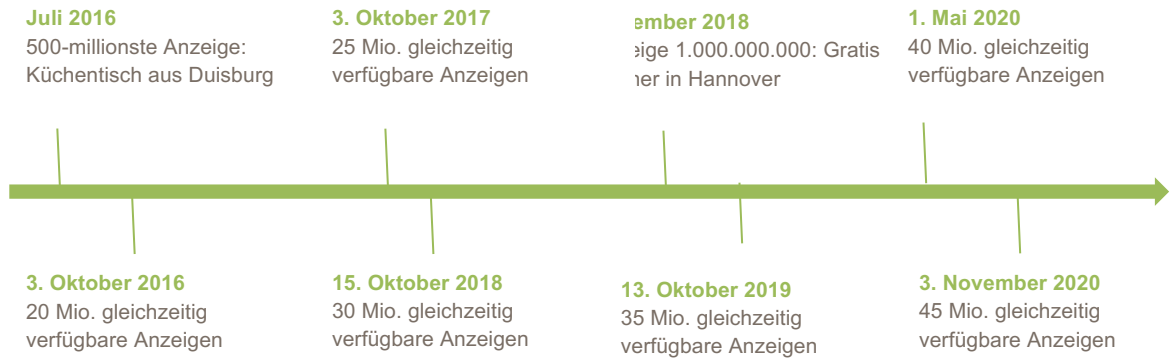 Juli 2016
500-millionste Anzeige:
Küchentisch aus Duisburg
3. Oktober 2017
25 Mio. gleichzeitig
verfügbare Anzeigen
2018
1.000.000.000: Gratis
in Hannover
1. Mai 2020
40 Mio. gleichzeitig
verfügbare Anzeigen
3. Oktober 2016
20 Mio. gleichzeitig
verfügbare Anzeigen
15. Oktober 2018
30 Mio. gleichzeitig
verfügbare Anzeigen
13. Oktober 2019
35 Mio. gleichzeitig
verfügbare Anzeigen
3. November 2020
45 Mio. gleichzeitig
verfügbare Anzeigen